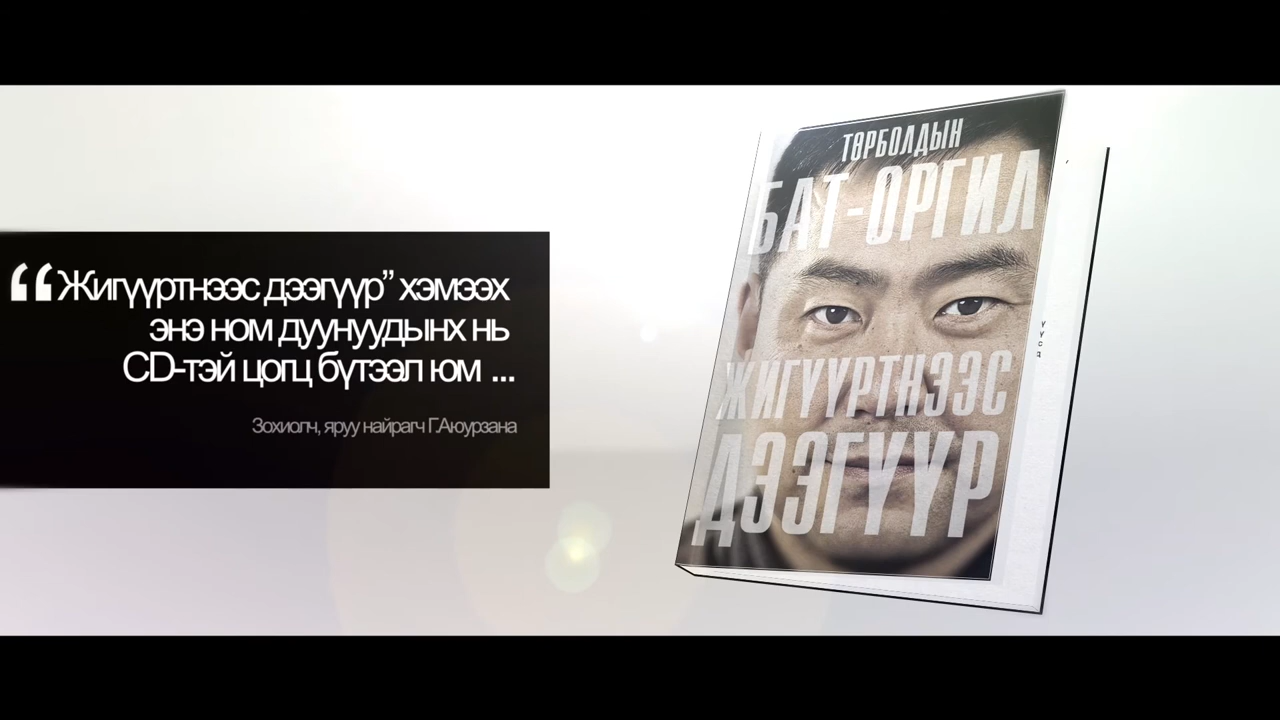 “Жигүүртнээс дээгүүр” хэмээх
энэ ном дуунуудынх нь
CD-тэй цогц бүтээл юм ...
Зохиолч, яруу найрагч Г.Аюурзана
ТӨРБОЛДЫН
БАТ-ОРГИЛ
ЖИГҮҮРТНЭЭС
ДЭЭГҮҮР